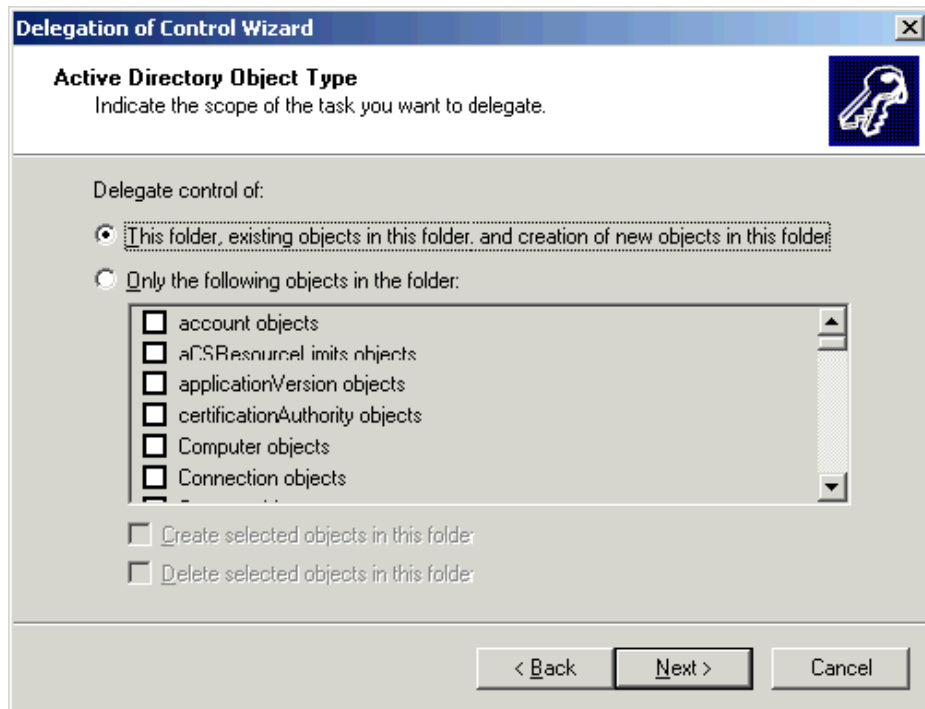 Delegation of Control Wizard
Active Directory Object Type
Indicate the scope of the task you want to delegate.
Delegate control of:
This folder, existing objects in this folder, and creation of new objects in this folder
Only the following objects in the folder:
account objects
aCSResourceLimits objects
applicationVersion objects
certificationAuthority objects
Computer objects
Connection objects
Create selected objects in this folder
Delete selected objects in this folder
< Back
Next >
Cancel